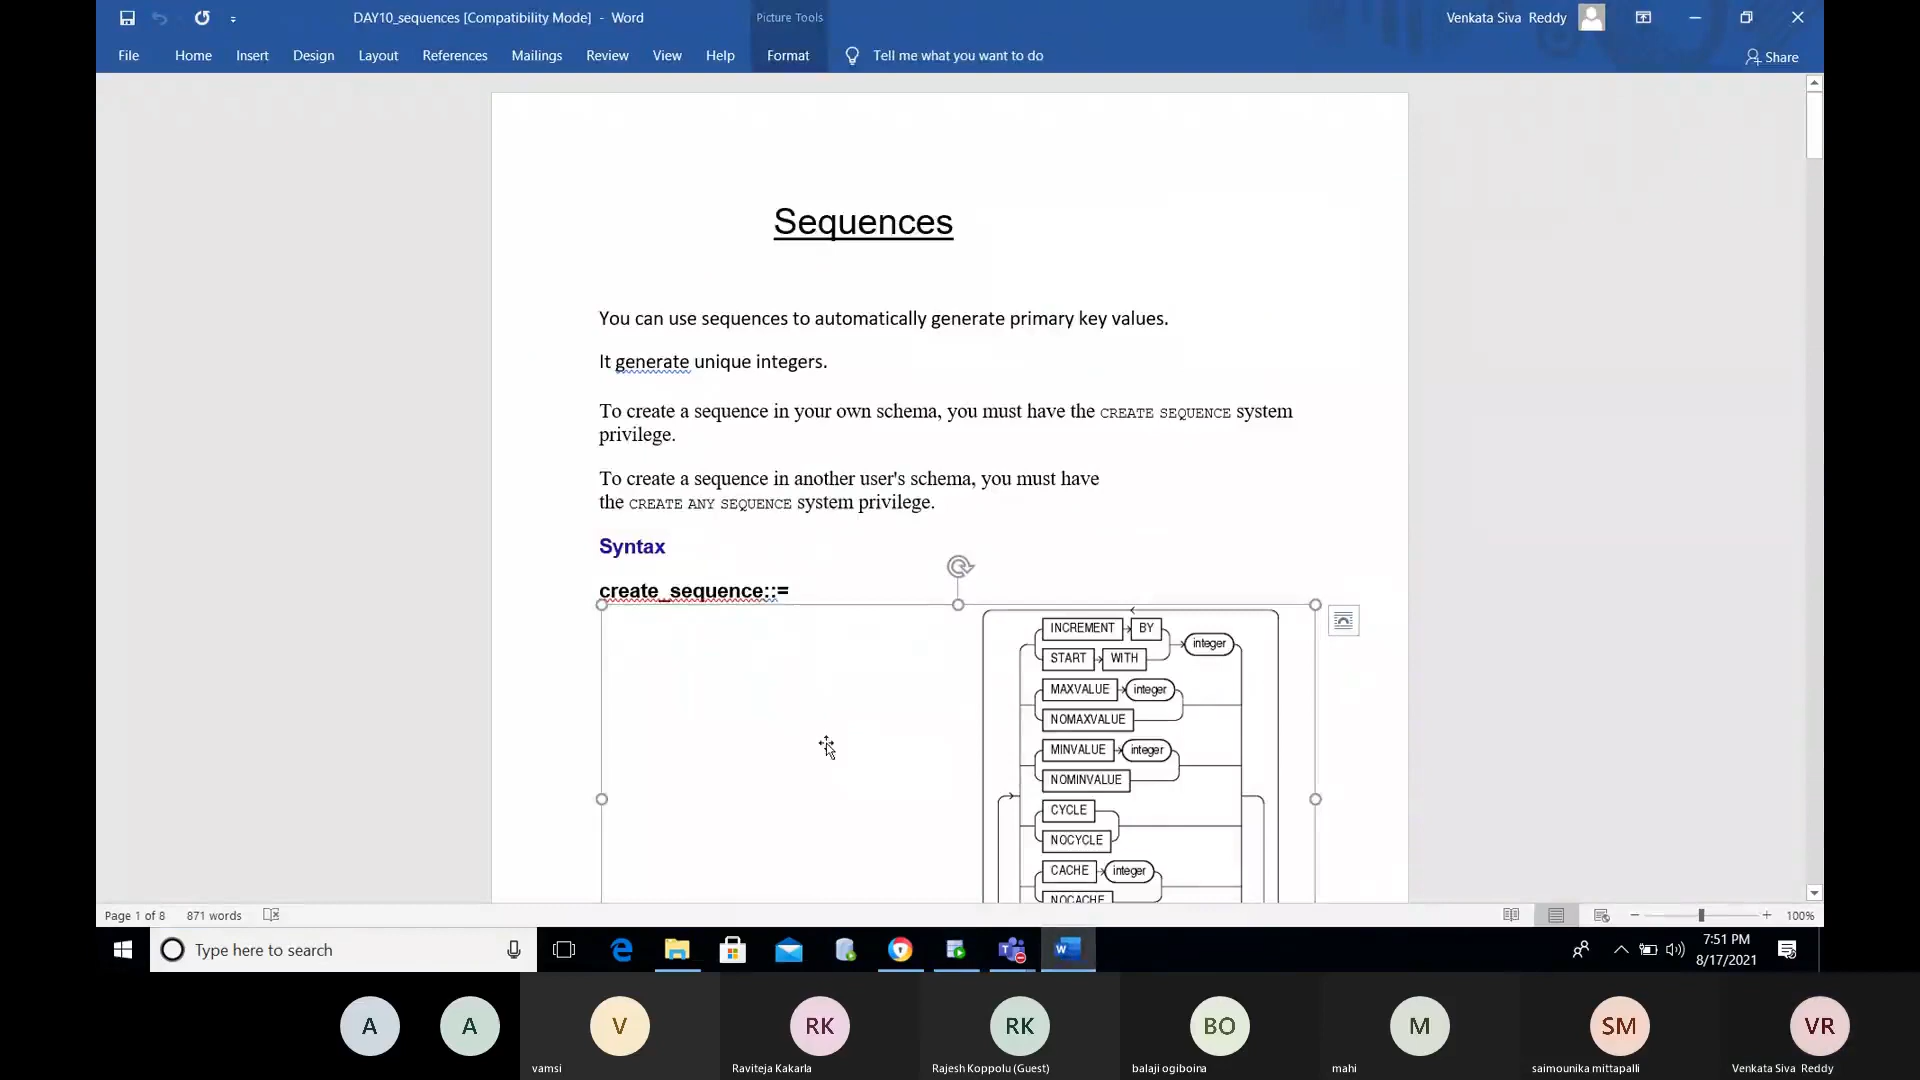 DAY10_sequences [Compatibility Mode] - Word
Picture Tools
Venkata Siva Reddy
File Home Insert Design Layout References Mailings Review View Help Format Tell me what you want to do Share
Sequences
You can use sequences to automatically generate primary key values.
It generate unique integers.
To create a sequence in your own schema, you must have the CREATE SEQUENCE system
privilege.
To create a sequence in another user's schema, you must have
the CREATE ANY SEQUENCE system privilege.
Syntax
create_sequence::=
INCREMENT BY
integer
START WITH
MAXVALUE integer
NOMAXVALUE
MINVALUE integer
NOMINVALUE
CYCLE
NOCYCLE
CACHE integer
NOCACHE
Page 1 of 8 871 words 100%
Type here to search
7:51 PM
8/17/2021
A A V RK RK BO M SM VR
vamsi Raviteja Kakarla Rajesh Koppolu (Guest) balaji ogiboina mahi saimounika mittapalli Venkata Siva Reddy